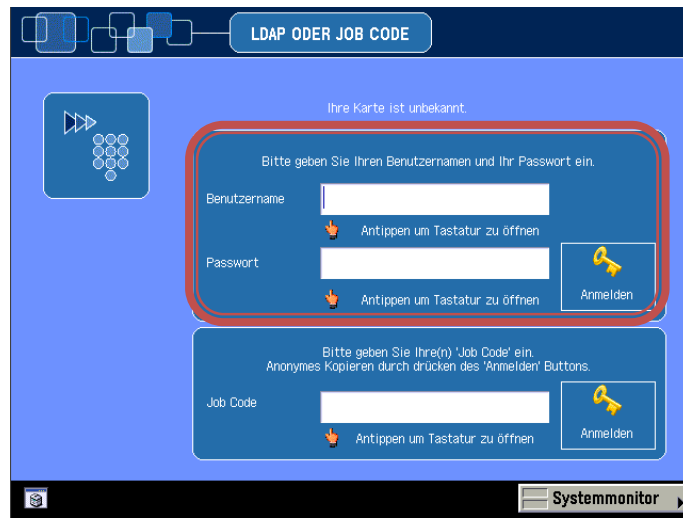 LDAP ODER JOB CODE
Ihre Karte ist unbekannt.
Bitte geben Sie Ihren Benutzernamen und Ihr Passwort ein.
Benutzername
Antippen um Tastatur zu öffnen
Passwort
Antippen um Tastatur zu öffnen
Anmelden
Bitte geben Sie Ihre(n) 'Job Code' ein.
Anonymes Kopieren durch drücken des 'Anmelden' Buttons.
Job Code
Antippen um Tastatur zu öffnen
Anmelden
Systemmonitor